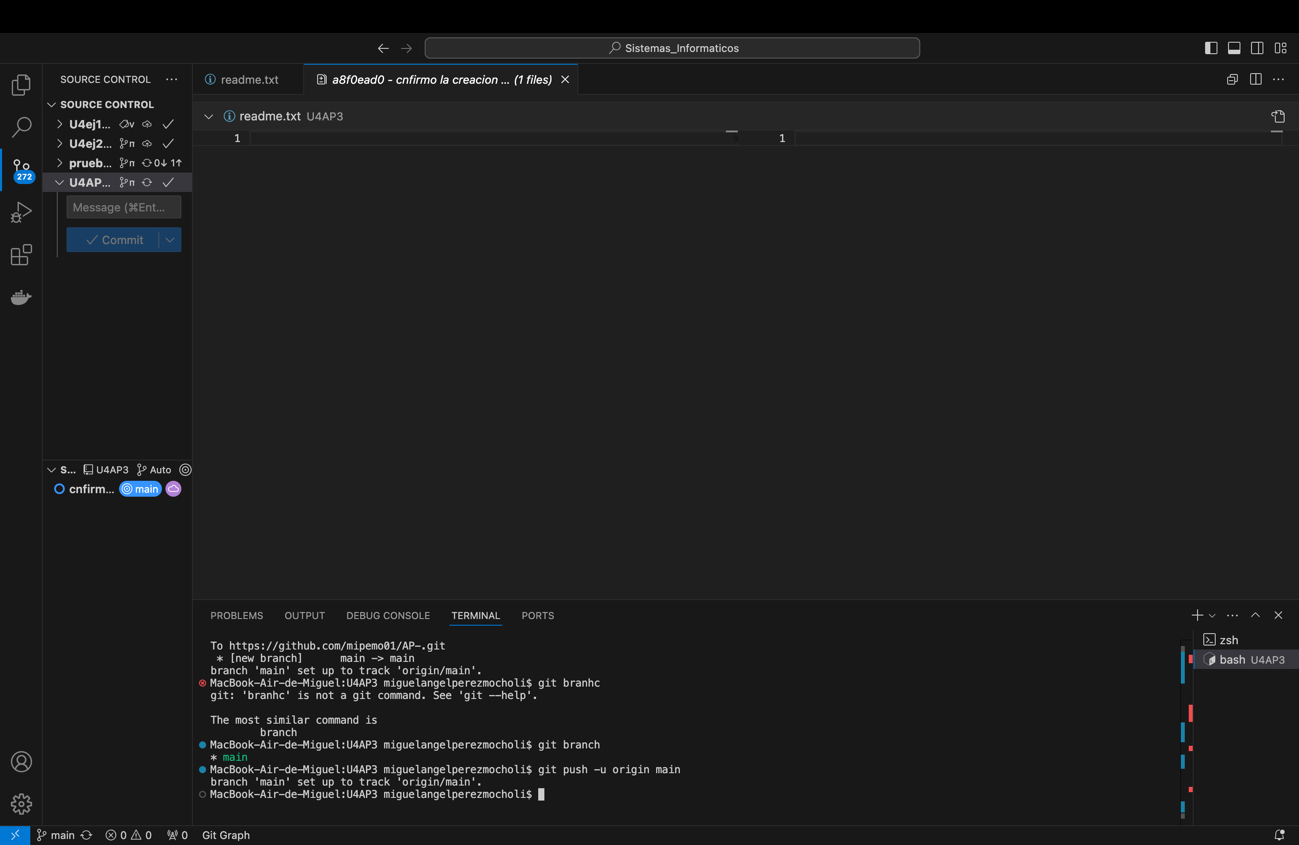 Sistemas_Informaticos
SOURCE CONTROL ···
readme.txt
a8f0ead0 - cnfirmo la creacion ... (1 files)
SOURCE CONTROL
readme.txt U4AP3
1
1
U4ej1...
U4ej2...
prueb... 0↓ 1↑
272
U4AP...
Message (⌘Ent...
Commit
S... U4AP3 Auto
cnfirm... main
PROBLEMS OUTPUT DEBUG CONSOLE TERMINAL PORTS
To https://github.com/mipemo01/AP-.git
* [new branch] main -> main
branch 'main' set up to track 'origin/main'.
MacBook-Air-de-Miguel:U4AP3 miguelangelperezmocholi$ git branhc
git: 'branhc' is not a git command. See 'git --help'.
The most similar command is
branch
MacBook-Air-de-Miguel:U4AP3 miguelangelperezmocholi$ git branch
* main
MacBook-Air-de-Miguel:U4AP3 miguelangelperezmocholi$ git push -u origin main
branch 'main' set up to track 'origin/main'.
MacBook-Air-de-Miguel:U4AP3 miguelangelperezmocholi$
zsh
bash U4AP3
main 0 0 0 Git Graph